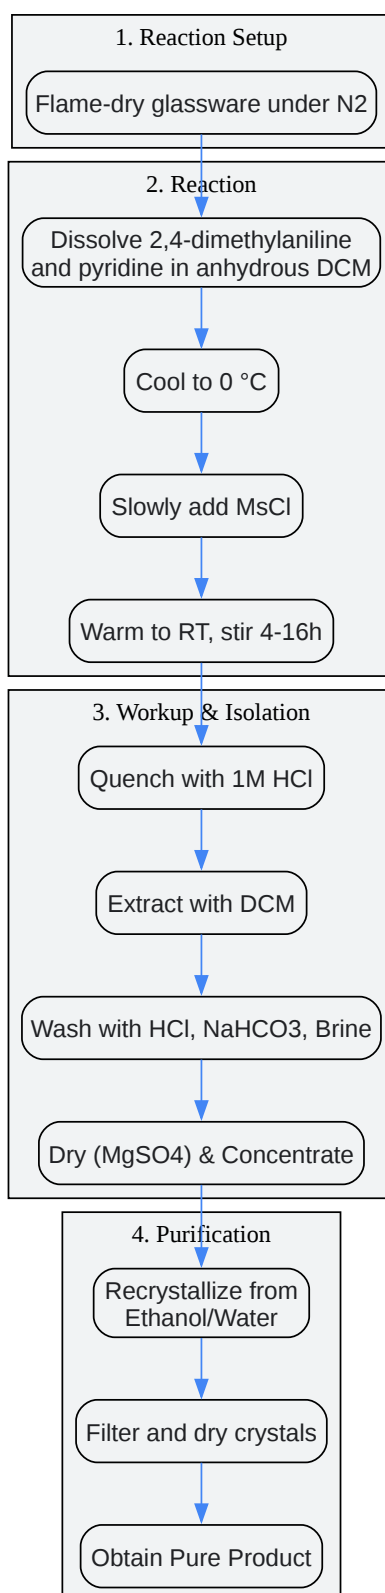 1. Reaction Setup
Flame-dry glassware under N2
2. Reaction
Dissolve 2,4-dimethylaniline
and pyridine in anhydrous DCM
Cool to 0 °C
Slowly add MsCl
Warm to RT, stir 4-16h
3. Workup & Isolation
Quench with 1M HCl
Extract with DCM
Wash with HCl, NaHCO3, Brine
Dry (MgSO4) & Concentrate
4. Purification
Recrystallize from
Ethanol/Water
Filter and dry crystals
Obtain Pure Product